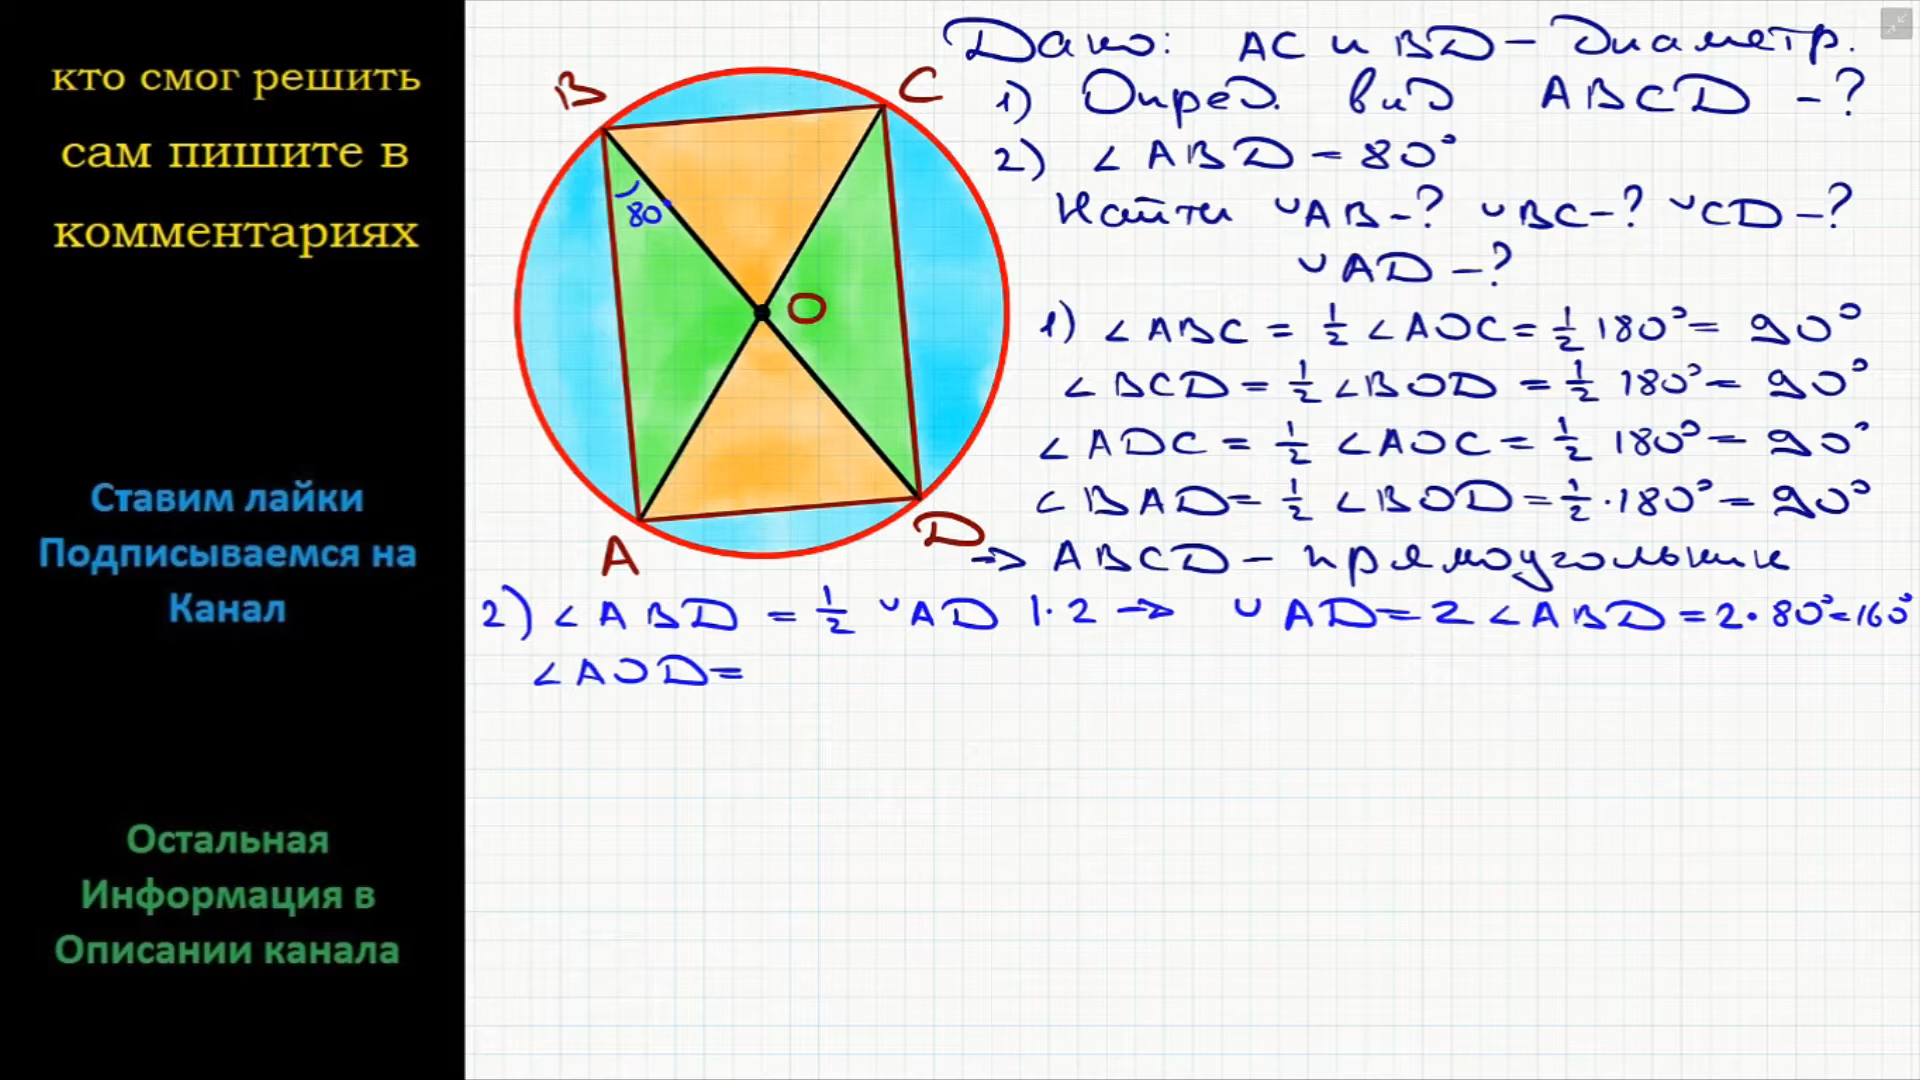 кто смог решить
сам пишите в
комментариях
Ставим лайки
Подписываемся на
Канал
Остальная
Информация в
Описании канала
B
C
80°
O
A
D
Дано: AC и BD – диаметр.
1) Опред. вид ABCD – ?
2) ∠ABD = 80°
Найти ◡AB – ? ◡BC – ? ◡CD – ?
◡AD – ?
1) ∠ABC = 1/2 ∠AOC = 1/2 180° = 90°
∠BCD = 1/2 ∠BOD = 1/2 180° = 90°
∠ADC = 1/2 ∠AOC = 1/2 180° = 90°
∠BAD = 1/2 ∠BOD = 1/2 · 180° = 90°
→ ABCD – прямоугольник
2) ∠ABD = 1/2 ◡AD | · 2 → ◡AD = 2 ∠ABD = 2 · 80° = 160°
∠AOD =